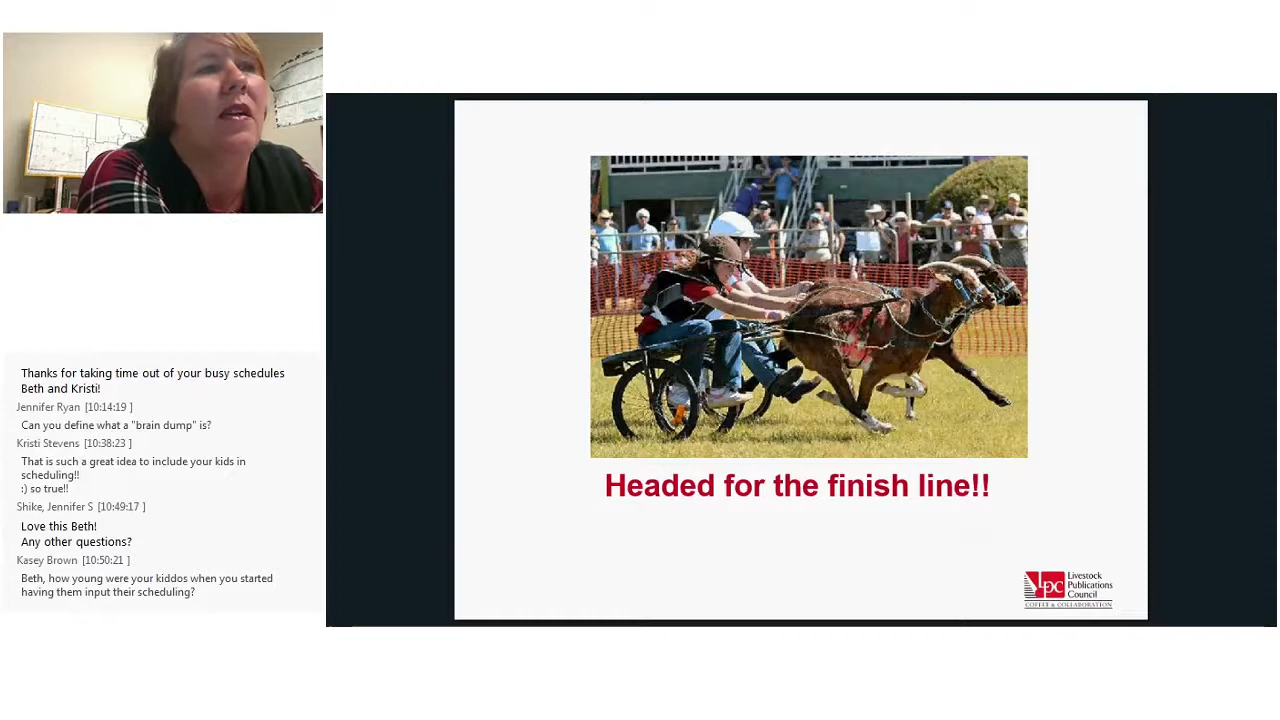 Thanks for taking time out of your busy schedules
Beth and Kristi!
Jennifer Ryan [10:14:19 ]
Can you define what a "brain dump" is?
Kristi Stevens [10:38:23 ]
That is such a great idea to include your kids in
scheduling!!
:) so true!!
Shike, Jennifer S [10:49:17 ]
Love this Beth!
Any other questions?
Kasey Brown [10:50:21 ]
Beth, how young were your kiddos when you started
having them input their scheduling?
Headed for the finish line!!
LPC
Livestock
Publications
Council
COFFEE & COLLABORATION